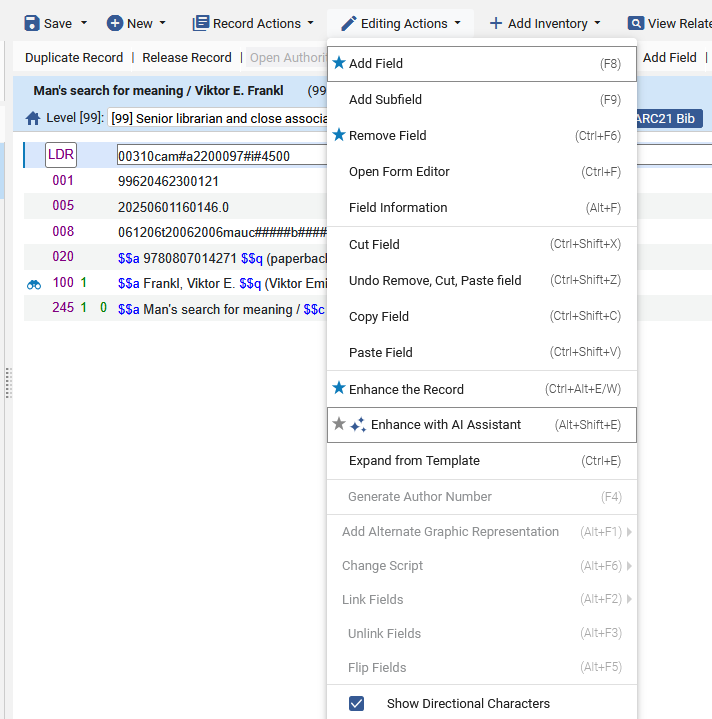 Save New Record Actions Editing Actions Add Inventory View Relate
Duplicate Record | Release Record | Open Authori Add Field |
Man's search for meaning / Viktor E. Frankl (99
Level [99]: [99] Senior librarian and close associa ARC21 Bib
LDR 00310cam#a2200097#i#4500
001 99620462300121
005 20250601160146.0
008 061206t20062006mauc#####b####
020 $$a 9780807014271 $$q (paperback
100 1 $$a Frankl, Viktor E. $$q (Viktor Emi
245 1 0 $$a Man's search for meaning / $$c
Add Field (F8)
Add Subfield (F9)
Remove Field (Ctrl+F6)
Open Form Editor (Ctrl+F)
Field Information (Alt+F)
Cut Field (Ctrl+Shift+X)
Undo Remove, Cut, Paste field (Ctrl+Shift+Z)
Copy Field (Ctrl+Shift+C)
Paste Field (Ctrl+Shift+V)
Enhance the Record (Ctrl+Alt+E/W)
Enhance with AI Assistant (Alt+Shift+E)
Expand from Template (Ctrl+E)
Generate Author Number (F4)
Add Alternate Graphic Representation (Alt+F1)
Change Script (Alt+F6)
Link Fields (Alt+F2)
Unlink Fields (Alt+F3)
Flip Fields (Alt+F5)
Show Directional Characters